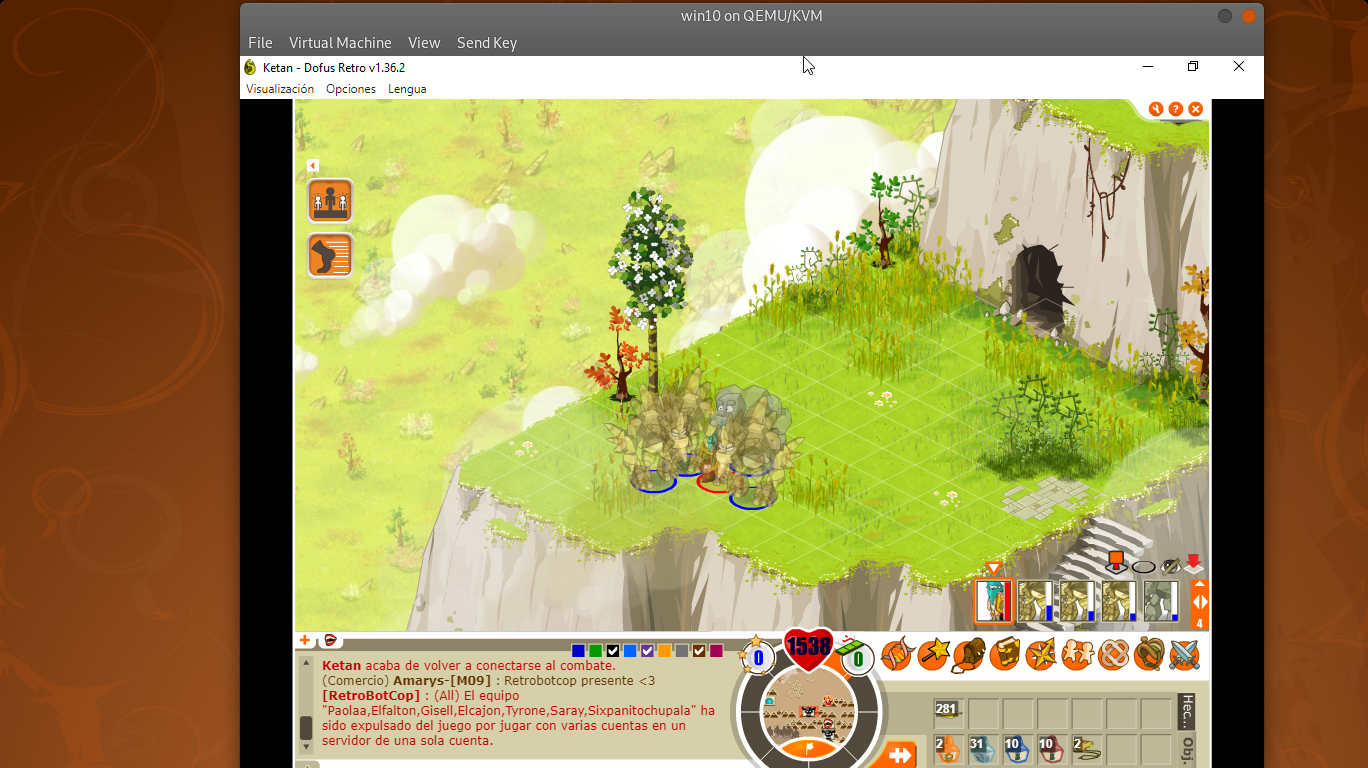 win10 on QEMU/KVM
File Virtual Machine View Send Key
Ketan - Dofus Retro v1.36.2
Visualización Opciones Lengua
4
1538
0
0
Ketan acaba de volver a conectarse al combate.
(Comercio) Amarys-[M09] : Retrobotcop presente <3
[RetroBotCop] : (All) El equipo
"Paolaa,Elfalton,Gisell,Elcajon,Tyrone,Saray,Sixpanitochupala" ha
sido expulsado del juego por jugar con varias cuentas en un
servidor de una sola cuenta.
281
Hec...
2 31 10 10 2
Obj.